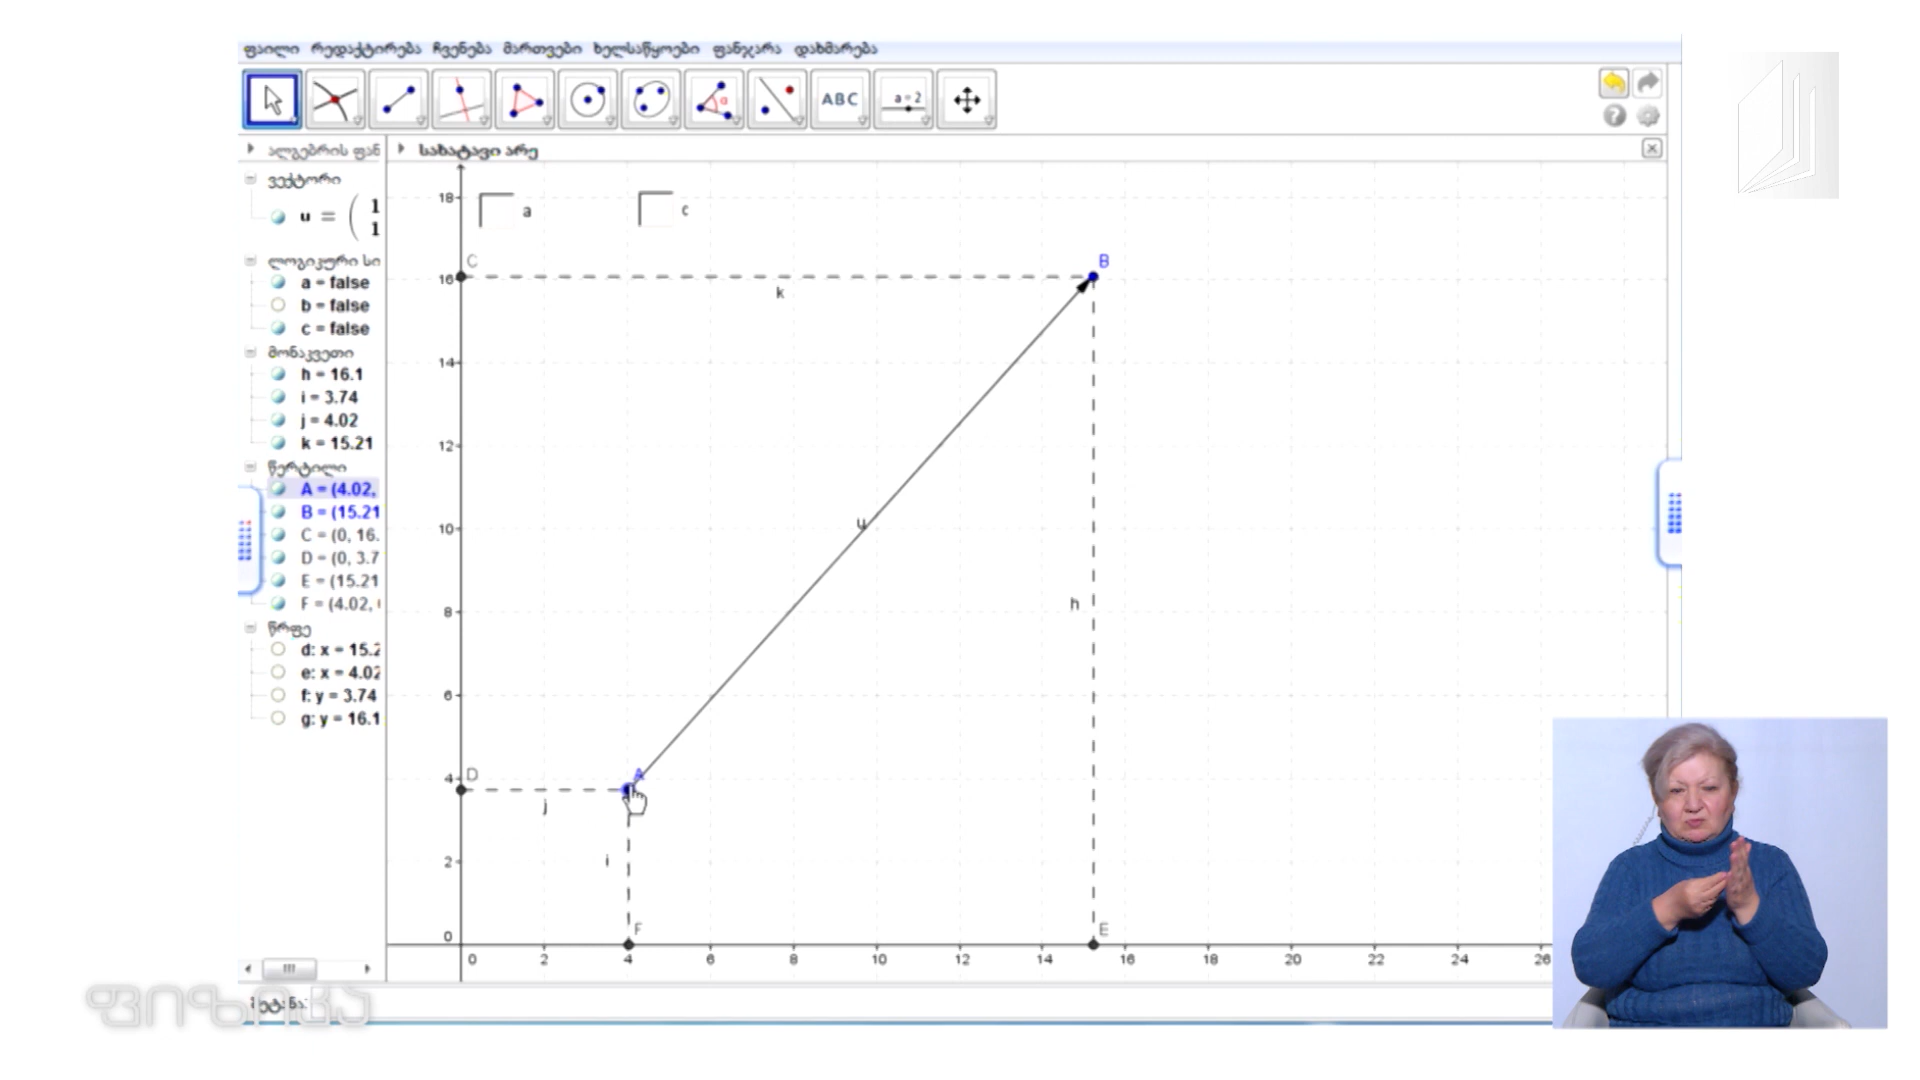 ფაილი რედაქტირება ჩვენება მართვები ხელსაწყოები ფანჯარა დახმარება
ABC
a = 2
ალგებრის ფან
საზატავი არე
ვექტორი
u = ( 1
1
ლოგიკური სი
a = false
b = false
c = false
მონაკვეთი
h = 16.1
i = 3.74
j = 4.02
k = 15.21
წერტილი
A = (4.02,
B = (15.21
C = (0, 16.
D = (0, 3.7
E = (15.21
F = (4.02,
წრფე
d: x = 15.2
e: x = 4.02
f: y = 3.74
g: y = 16.1
18
a
c
16
C
B
k
14
12
10
u
8
h
6
4
D
A
j
2
i
0
F
E
0 2 4 6 8 10 12 14 16 18 20 22 24 26
ფიზიკა